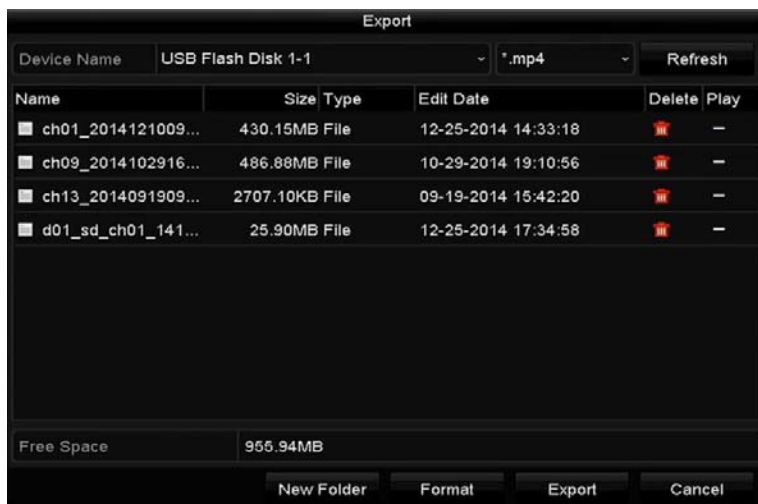 Export
Device Name USB Flash Disk 1-1 *.mp4 Refresh
Name Size Type Edit Date Delete Play
ch01_2014121009... 430.15MB File 12-25-2014 14:33:18 —
ch09_2014102916... 486.88MB File 10-29-2014 19:10:56 —
ch13_2014091909... 2707.10KB File 09-19-2014 15:42:20 —
d01_sd_ch01_141... 25.90MB File 12-25-2014 17:34:58 —
Free Space 955.94MB
New Folder Format Export Cancel